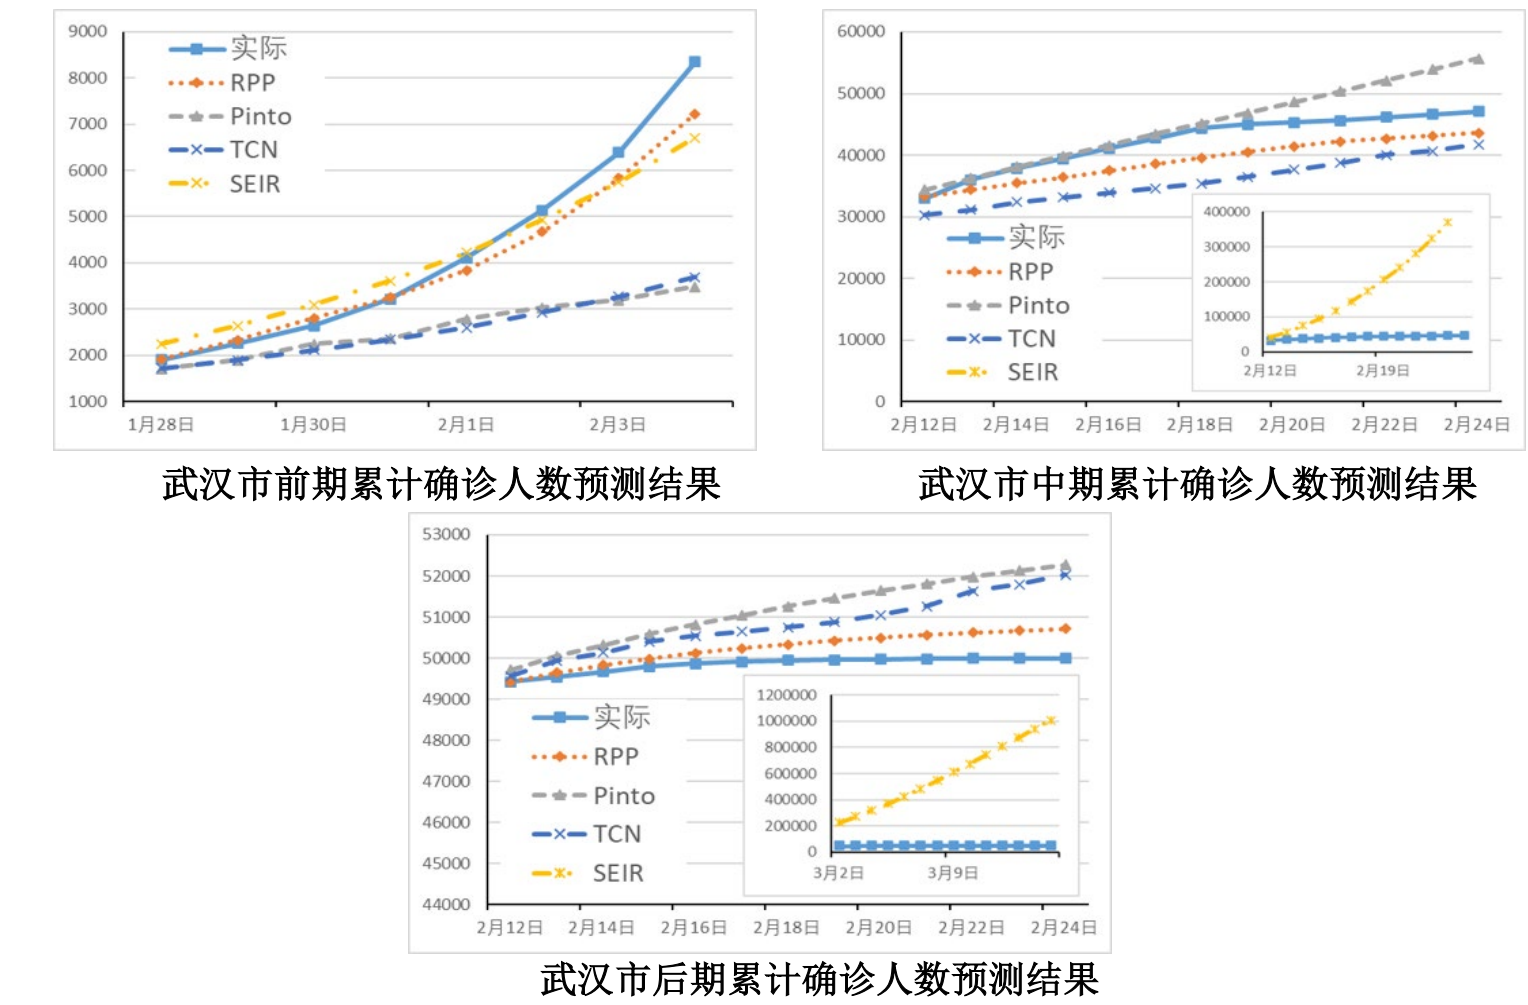 9000
8000
7000
6000
5000
4000
3000
2000
1000
实际
RPP
Pinto
TCN
SEIR
1月28日 1月30日 2月1日 2月3日
武汉市前期累计确诊人数预测结果
60000
50000
40000
30000
20000
10000
0
实际
RPP
Pinto
TCN
SEIR
400000
300000
200000
100000
0
2月12日 2月19日
2月12日 2月14日 2月16日 2月18日 2月20日 2月22日 2月24日
武汉市中期累计确诊人数预测结果
53000
52000
51000
50000
49000
48000
47000
46000
45000
44000
实际
RPP
Pinto
TCN
SEIR
1200000
1000000
800000
600000
400000
200000
0
3月2日 3月9日
2月12日 2月14日 2月16日 2月18日 2月20日 2月22日 2月24日
武汉市后期累计确诊人数预测结果